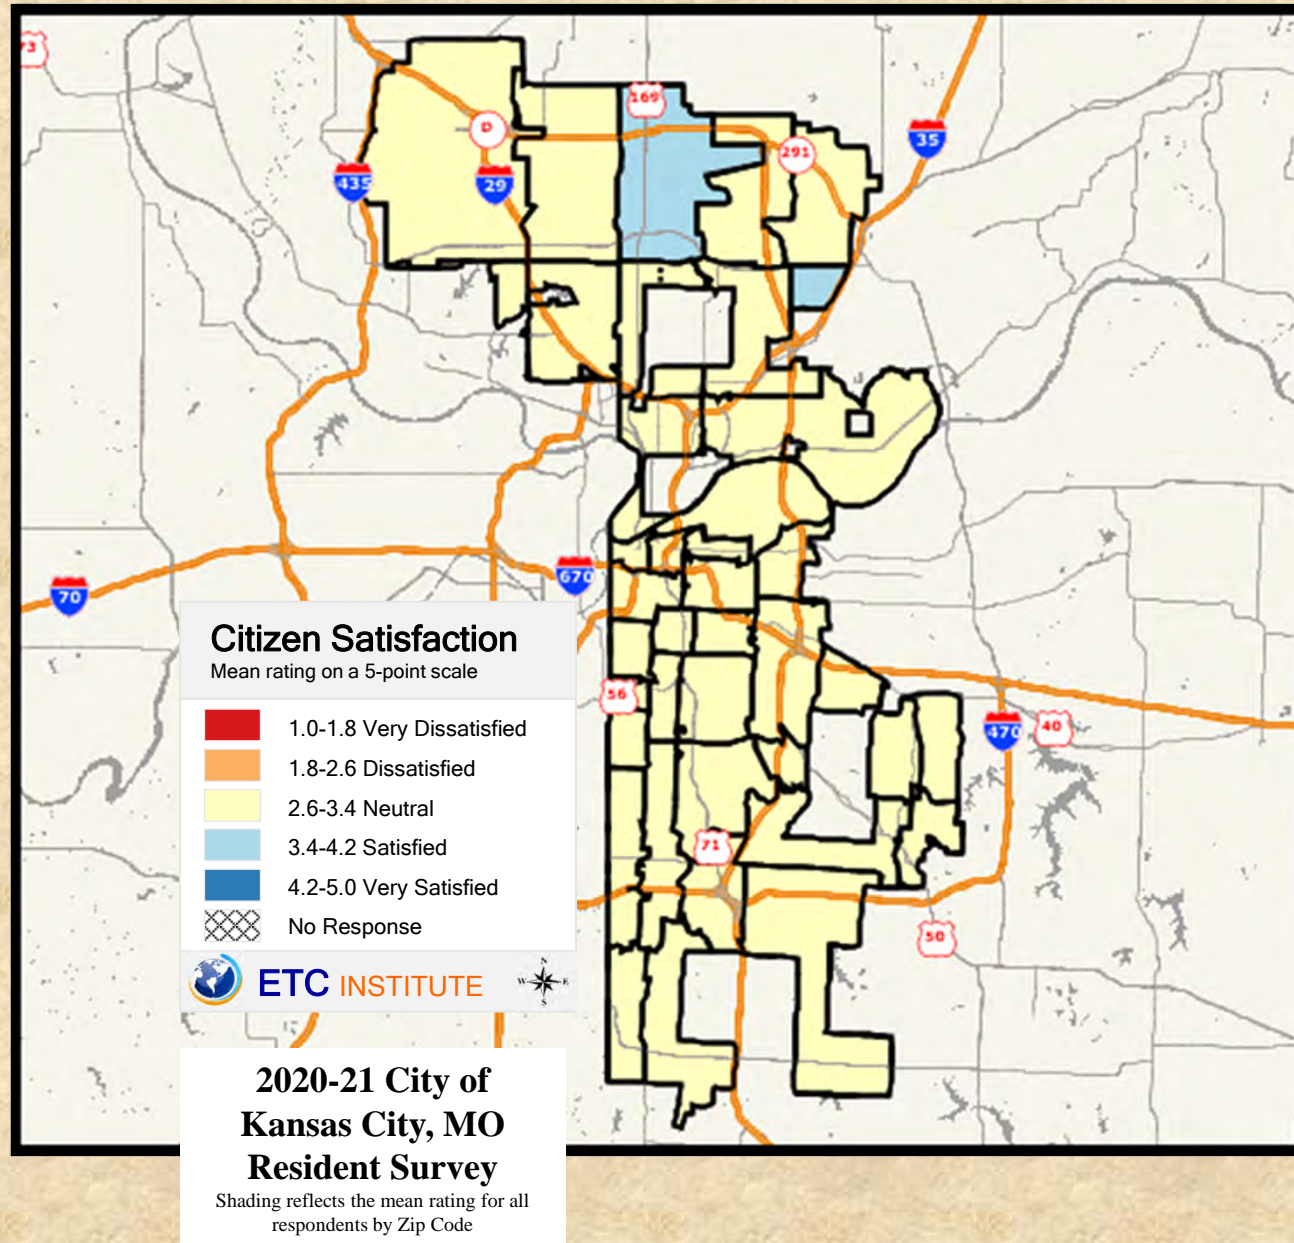 73
169
D
291
35
435
29
70
670
56
470
40
71
50
Citizen Satisfaction
Mean rating on a 5-point scale
1.0-1.8 Very Dissatisfied
1.8-2.6 Dissatisfied
2.6-3.4 Neutral
3.4-4.2 Satisfied
4.2-5.0 Very Satisfied
No Response
ETC INSTITUTE
N
W E
S
2020-21 City of
Kansas City, MO
Resident Survey
Shading reflects the mean rating for all
respondents by Zip Code